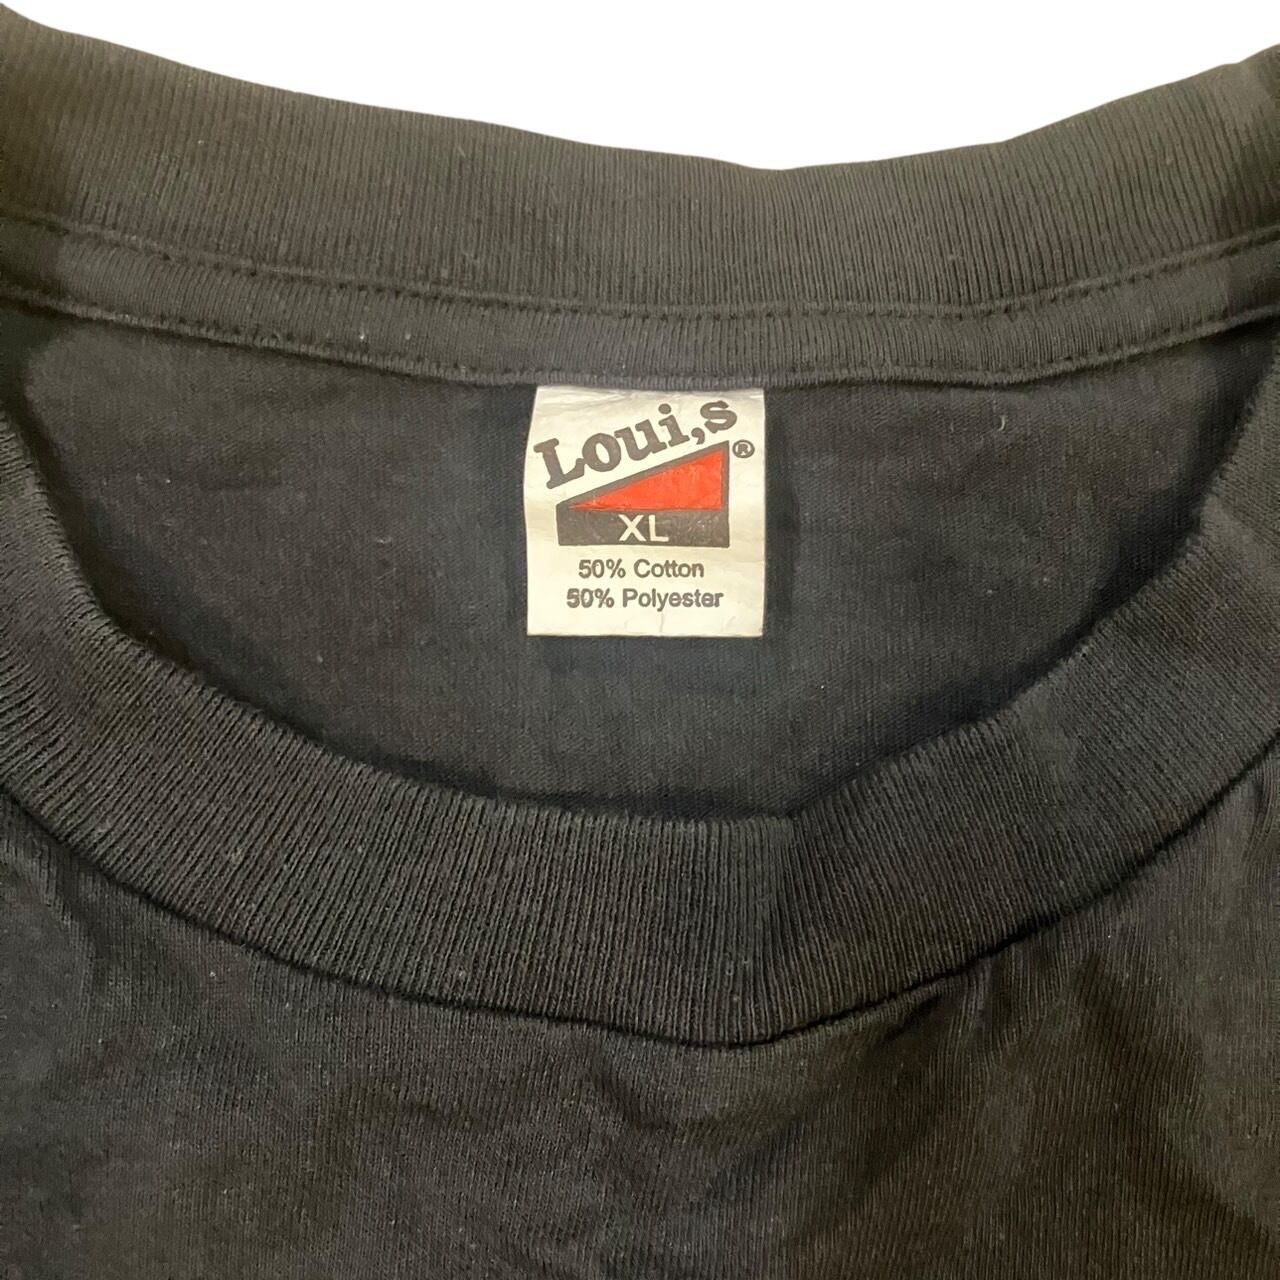 Loui,s®
XL
50% Cotton
50% Polyester